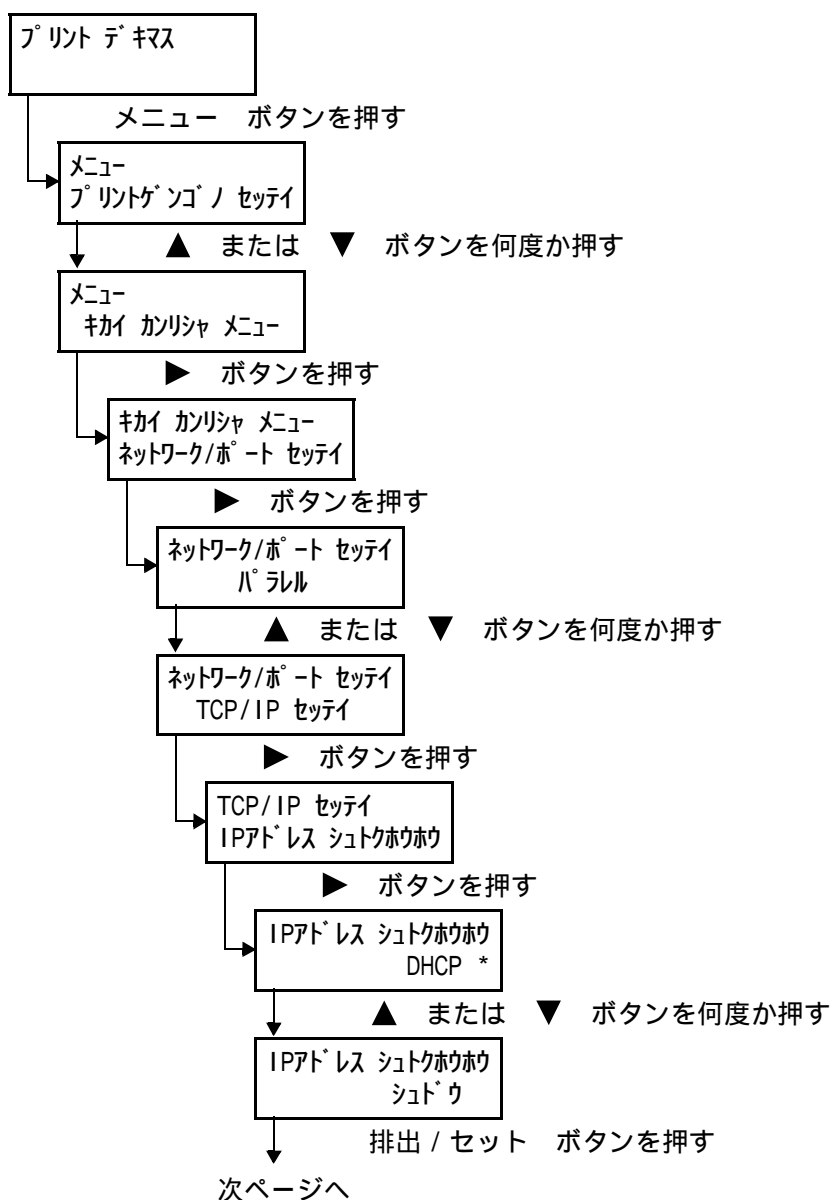 プリント デキマス
メニュー ボタンを押す
メニュー
プリントゲンゴノ セッテイ
▲ または ▼ ボタンを何度か押す
メニュー
キカイ カンリシャ メニュー
▶ ボタンを押す
キカイ カンリシャ メニュー
ネットワーク/ポート セッテイ
▶ ボタンを押す
ネットワーク/ポート セッテイ
パラレル
▲ または ▼ ボタンを何度か押す
ネットワーク/ポート セッテイ
TCP/IP セッテイ
▶ ボタンを押す
TCP/IP セッテイ
IPアドレス シュトクホウホウ
▶ ボタンを押す
IPアドレス シュトクホウホウ
DHCP *
▲ または ▼ ボタンを何度か押す
IPアドレス シュトクホウホウ
シュドウ
排出 / セット ボタンを押す
次ページへ